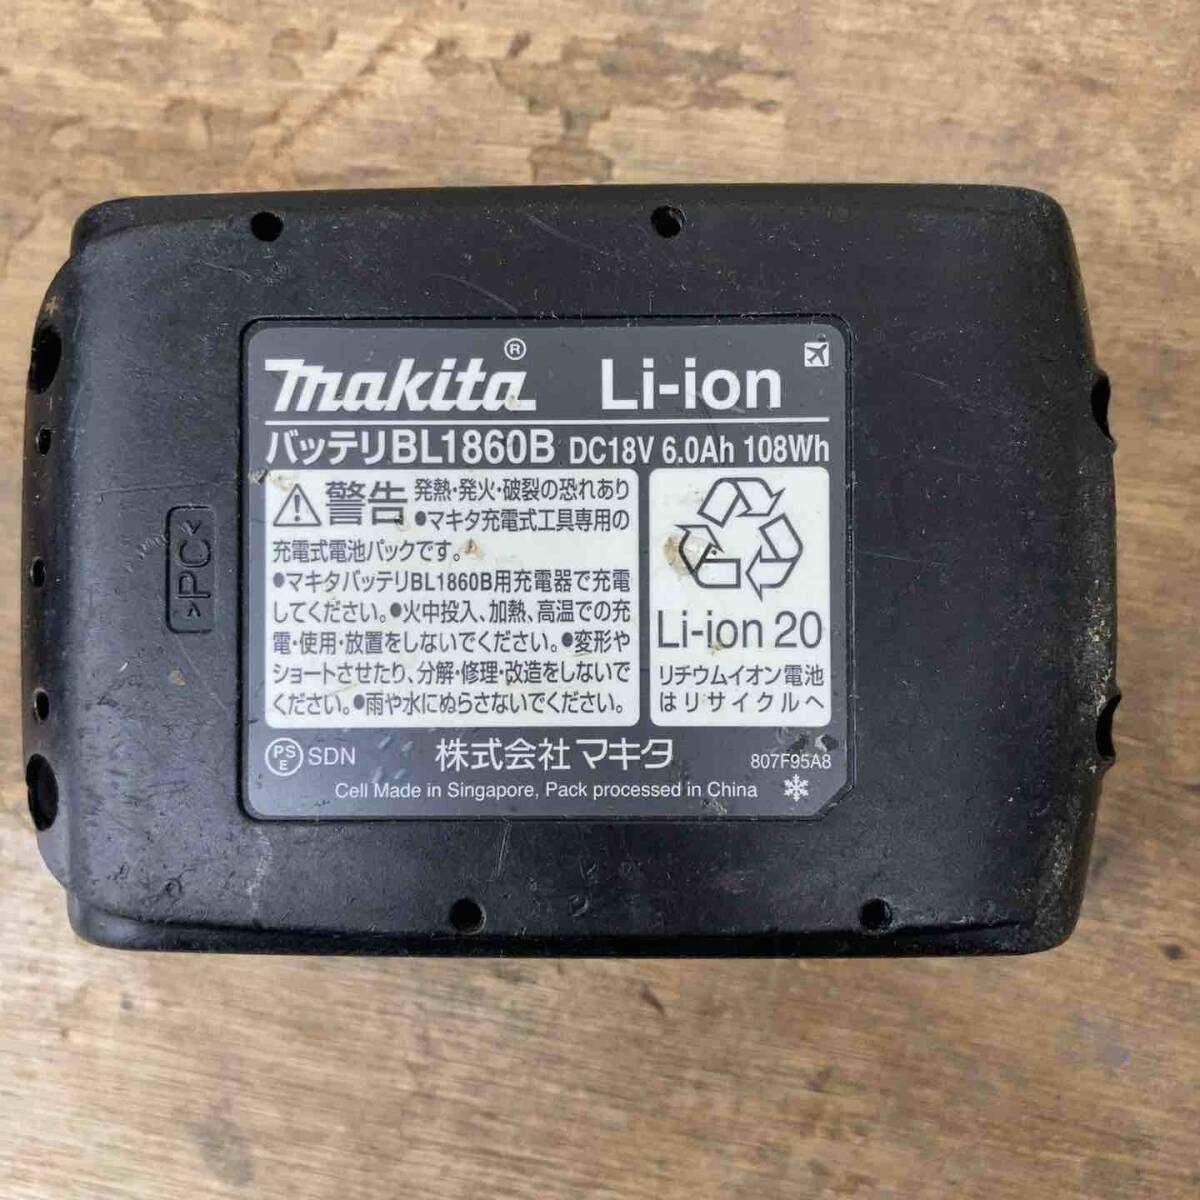 makita® Li-ion
バッテリBL1860B DC18V 6.0Ah 108Wh
警告 発熱・発火・破裂の恐れあり
●マキタ充電式工具専用の
充電式電池パックです。
●マキタバッテリBL1860B用充電器で充電
してください。●火中投入、加熱、高温での充
電・使用・放置をしないでください。●変形や
ショートさせたり、分解・修理・改造をしないで
ください。●雨や水にぬらさないでください。
Li-ion 20
リチウムイオン電池
はリサイクルへ
PSE SDN 株式会社マキタ 807F95A8
Cell Made in Singapore, Pack processed in China
>PC<